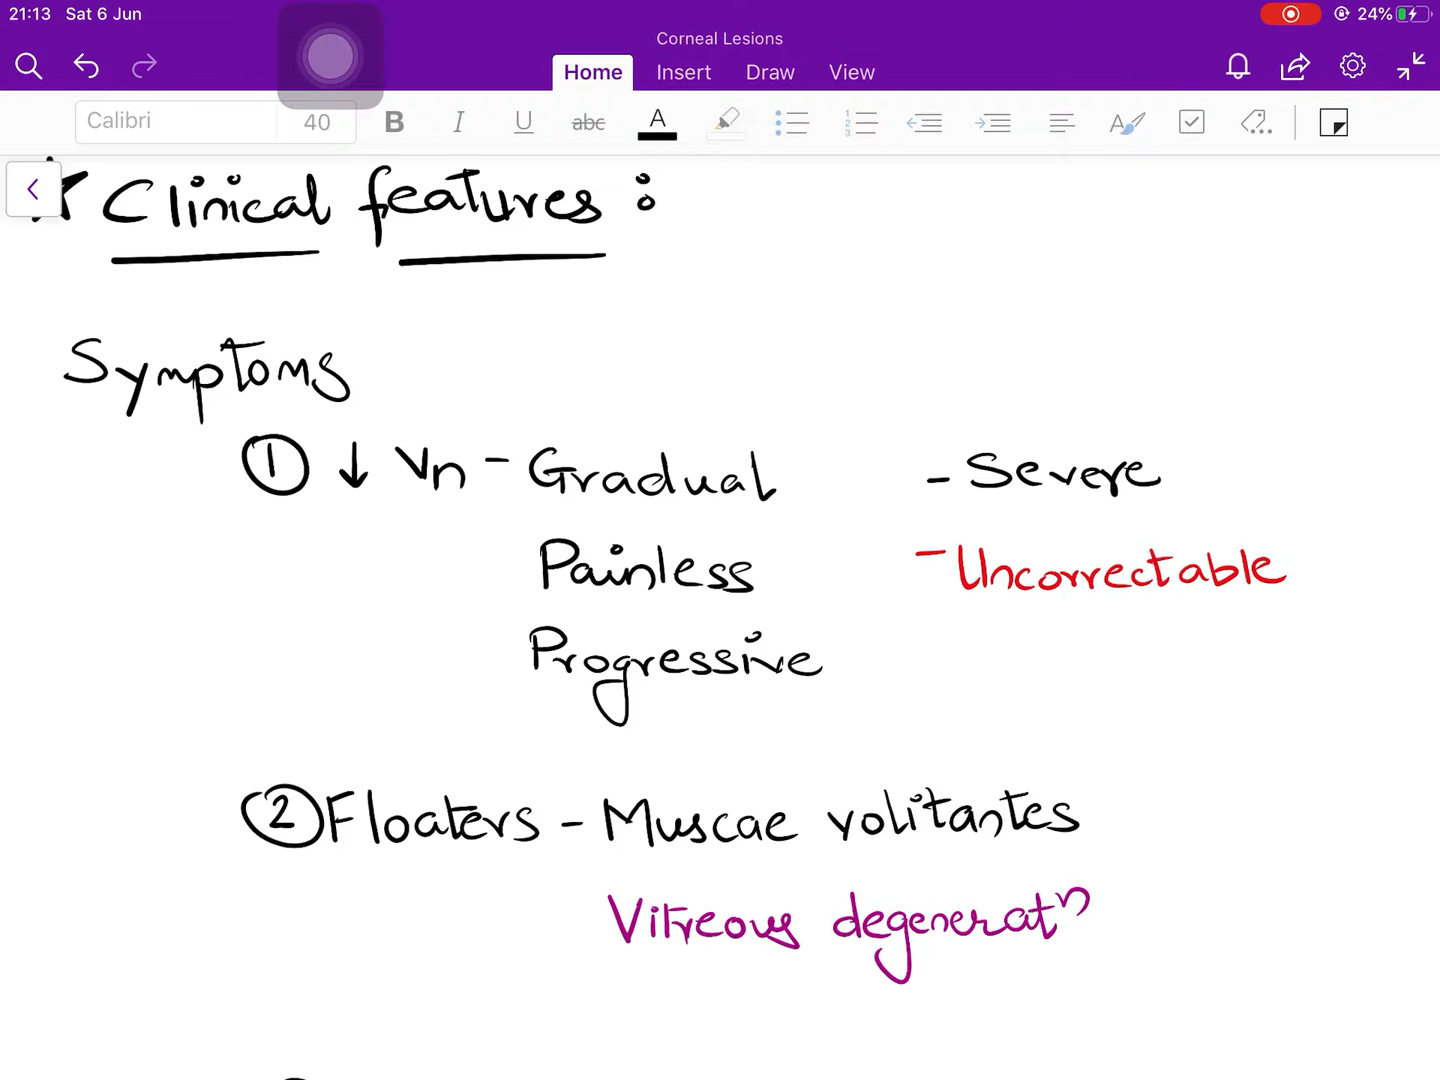 21:13 Sat 6 Jun 24%
Corneal Lesions
Home Insert Draw View
Calibri 40 B I U abc A
Clinical features :
Symptoms
① ↓ Vn - Gradual - Severe
Painless - Uncorrectable
Progressive
② Floaters - Muscae volitantes
Vitreous degeneratⁿ